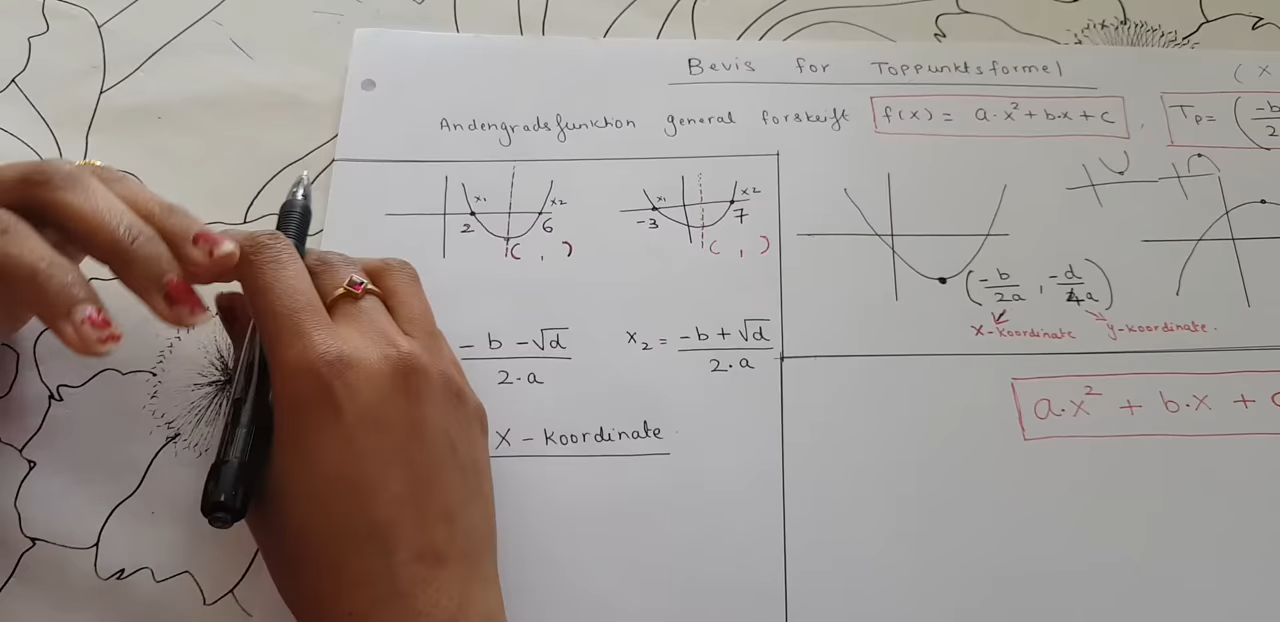 Bevis for Toppunktsformel (x
Andengradsfunktion general forskrift f(x) = a·x²+b·x+c, Tp= (-b/2
x₁ x₂
2 6
( , )
x₁ x₂
-3 7
( , )
(-b/2a , -d/4a)
x-koordinate y-koordinate.
-b-√d/2·a x₂ = -b+√d/2·a
x-koordinate
a·x² + b·x + c